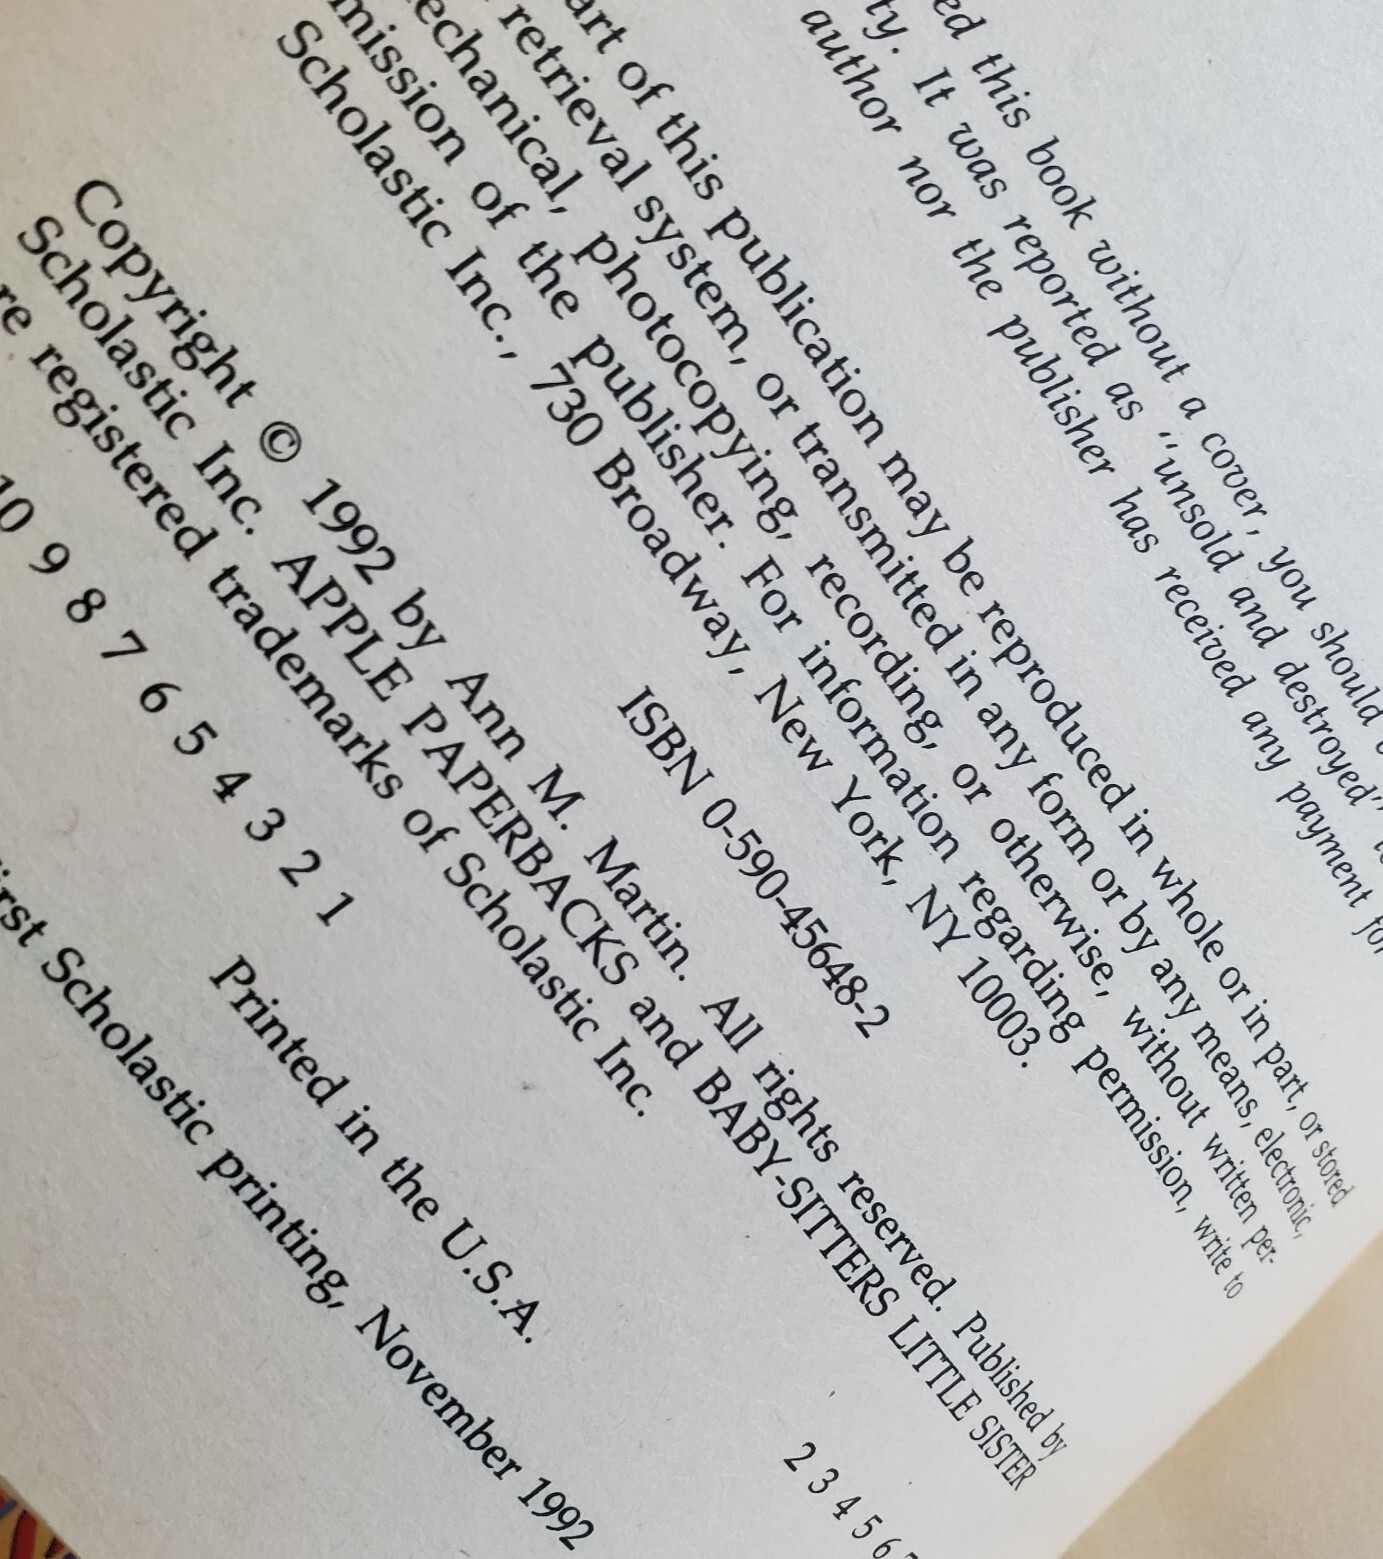 ed this book without a cover, you should
ty. It was reported as "unsold and destroyed"
author nor the publisher has received any payment for
art of this publication may be reproduced in whole or in part, or stored
retrieval system, or transmitted in any form or by any means, electronic,
echanical, photocopying, recording, or otherwise, without written per-
mission of the publisher. For information regarding permission, write to
Scholastic Inc., 730 Broadway, New York, NY 10003.
ISBN 0-590-45648-2
Copyright © 1992 by Ann M. Martin. All rights reserved. Published by
Scholastic Inc. APPLE PAPERBACKS and BABY-SITTERS LITTLE SISTER
re registered trademarks of Scholastic Inc.
10 9 8 7 6 5 4 3 2 1
2 3 4 5 6
Printed in the U.S.A.
irst Scholastic printing, November 1992